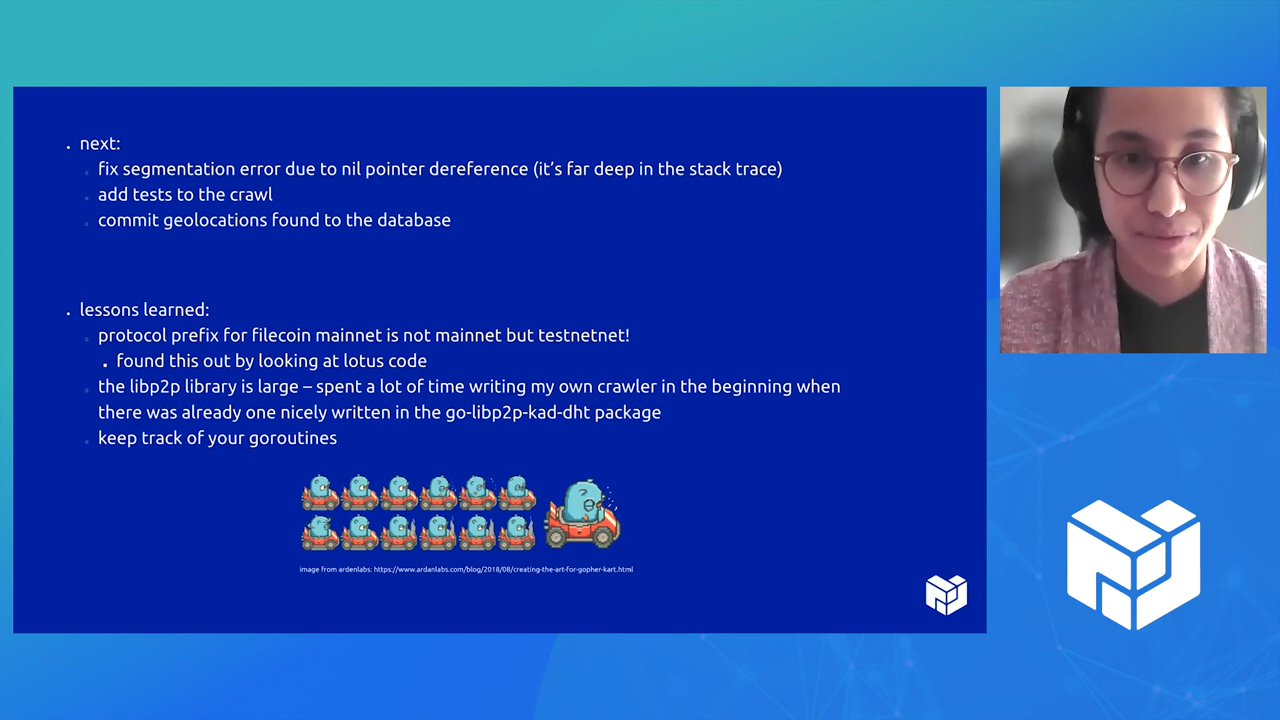 next:
fix segmentation error due to nil pointer dereference (it's far deep in the stack trace)
add tests to the crawl
commit geolocations found to the database
lessons learned:
protocol prefix for filecoin mainnet is not mainnet but testnetnet!
found this out by looking at lotus code
the libp2p library is large – spent a lot of time writing my own crawler in the beginning when
there was already one nicely written in the go-libp2p-kad-dht package
keep track of your goroutines
image from ardenlabs: https://www.ardanlabs.com/blog/2018/08/creating-the-art-for-gopher-kart.html